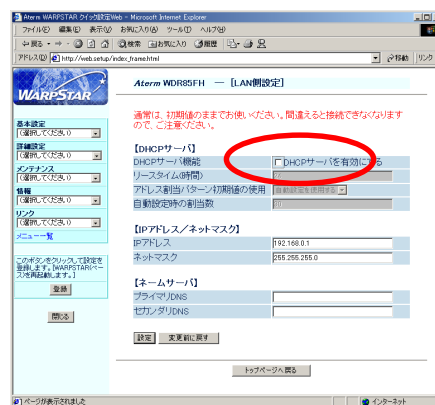 Aterm WARPSTAR クイック設定Web - Microsoft Internet Explorer
ファイル(F) 編集(E) 表示(V) お気に入り(A) ツール(T) ヘルプ(H)
戻る 検索 お気に入り 履歴
アドレス(D) http://web.setup/index_frame.html 移動 リンク
WARPSTAR
基本設定
(選択してください)
詳細設定
(選択してください)
メンテナンス
(選択してください)
情報
(選択してください)
リンク
(選択してください)
メニュー一覧
このボタンをクリックして設定を
登録します。[WARPSTARベー
スを再起動します。]
登録
閉じる
Aterm WDR85FH ― [LAN側設定]
通常は、初期値のままでお使いください。間違えると接続できなくなります
ので、ご注意ください。
【DHCPサーバ】
DHCPサーバ機能 DHCPサーバを有効にする
リースタイム(時間)
アドレス割当パターン初期値の使用 自動設定を使用する
自動設定時の割当数
【IPアドレス/ネットマスク】
IPアドレス 192.168.0.1
ネットマスク 255.255.255.0
【ネームサーバ】
プライマリDNS
セカンダリDNS
設定 変更前に戻す
トップページへ戻る
ページが表示されました インターネット